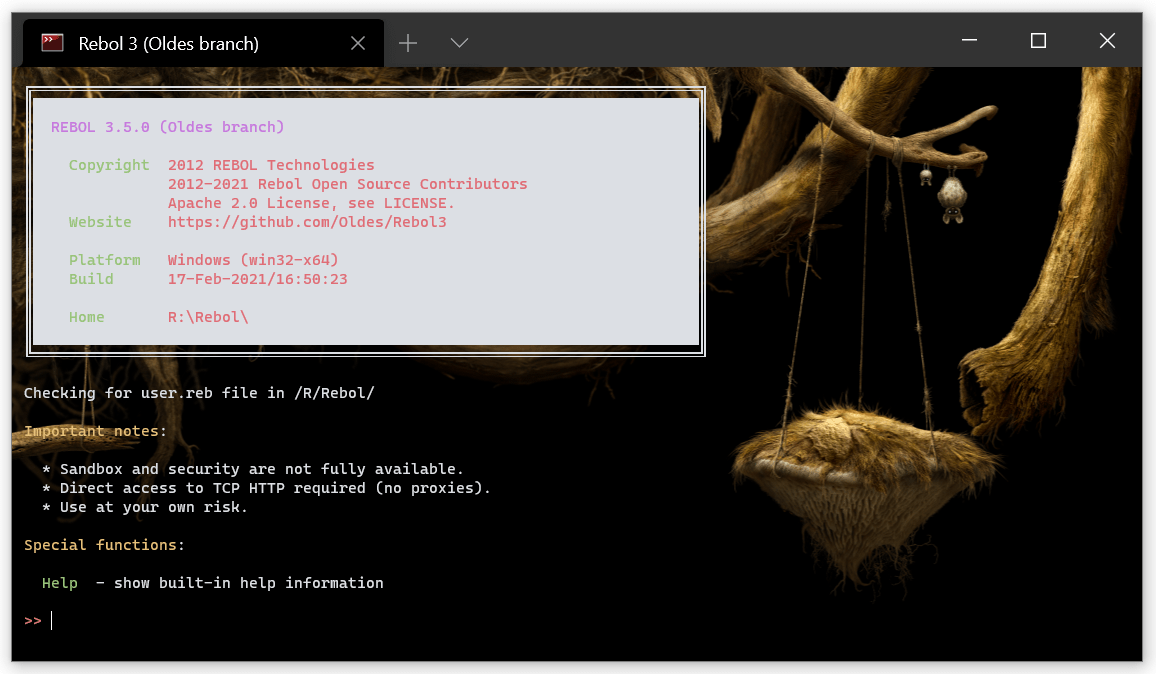 Rebol 3 (Oldes branch)
REBOL 3.5.0 (Oldes branch)
Copyright 2012 REBOL Technologies
2012-2021 Rebol Open Source Contributors
Apache 2.0 License, see LICENSE.
Website https://github.com/Oldes/Rebol3
Platform Windows (win32-x64)
Build 17-Feb-2021/16:50:23
Home R:\Rebol\
Checking for user.reb file in /R/Rebol/
Important notes:
* Sandbox and security are not fully available.
* Direct access to TCP HTTP required (no proxies).
* Use at your own risk.
Special functions:
Help - show built-in help information
>>